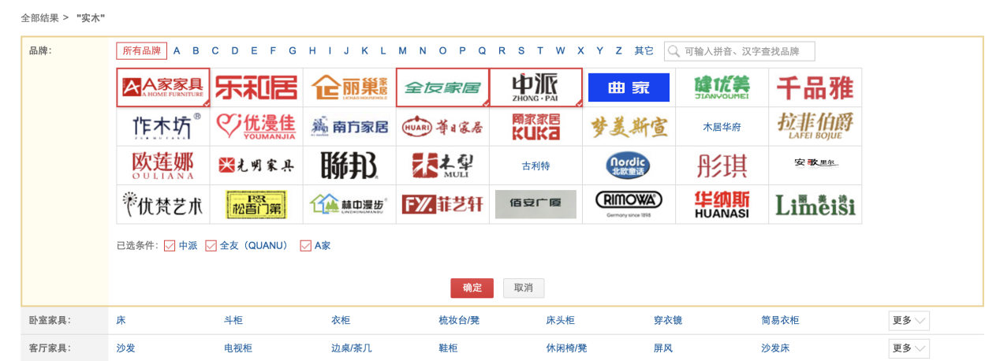 全部结果 > "实木"
品牌: 所有品牌 A B C D E F G H I J K L M N O P Q R S T W X Y Z 其它 可输入拼音、汉字查找品牌
A A家家具 A HOME FURNITURE 乐和居 企丽巢家居 LICHAO HOUSEHOLD 全友家居 中派 ZHONG·PAI 曲家 健优美 JIANYOUMEI 千品雅
作木坊® ZUOMUFANG 优漫佳 YOUMANJIA 南方家居 HUARI 華日家居 顾家家居 KUKA 梦美斯宣 木居华府 拉菲伯爵 LAFEI BOJUE
欧莲娜 OULIANA 光明家具 聯邦 木犁 MULI 古利特 Nordic 北欧童话 彤琪 安歌里尔
优梵艺术 P&R 松香门第 林中漫步 LINZHONGMANBU FYX 菲艺轩 佰安广厦 RIMOWA Germany since 1898 华纳斯 HUANASI 丽美诗 Limeisi
已选条件: 中派 全友（QUANU） A家
确定 取消
卧室家具: 床 斗柜 衣柜 梳妆台/凳 床头柜 穿衣镜 简易衣柜 更多
客厅家具: 沙发 电视柜 边桌/茶几 鞋柜 休闲椅/凳 屏风 沙发床 更多